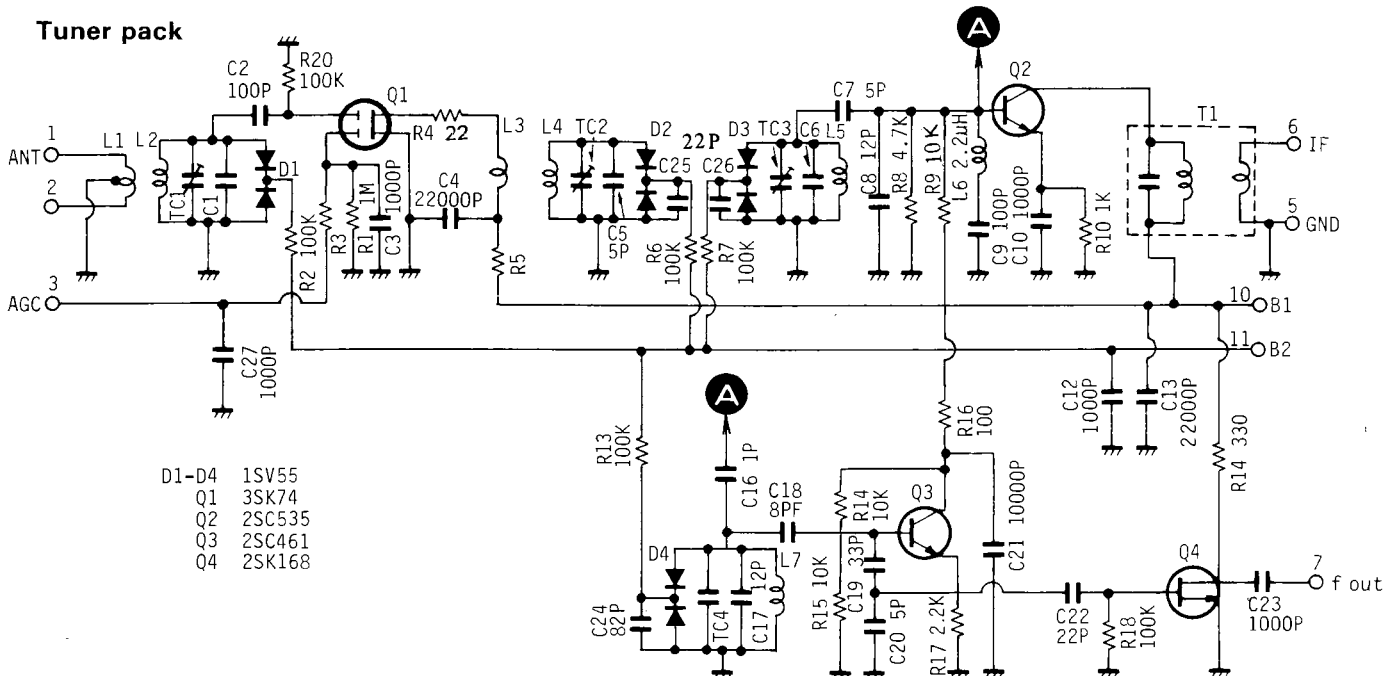 Tuner pack
R20
100K
C2
100P
Q1
R4 22
L3
1
ANT
2
L1
L2
TC1
C1
D1
R2 100K
R3
R1 1M
C3 1000P
C4
22000P
R5
3
AGC
C27
1000P
L4
TC2
C5
5P
D2
22P
C25
C26
R6
100K
R7
100K
D3
TC3
C6
L5
C7 5P
C8 12P
R8 4.7K
R9 10K
L6 2.2uH
C9 100P
C10 1000P
A
Q2
R10 1K
T1
6
IF
5
GND
10
B1
11
B2
C12
1000P
C13
22000P
R14 330
R13
100K
A
C16 1P
C18
8PF
R14
10K
R15 10K
C19 33P
C20 5P
Q3
R16
100
R17 2.2K
C21 10000P
D4
C24
82P
TC4
C17
12P
L7
C22
22P
R18
100K
Q4
C23
1000P
7
f out
D1-D4 1SV55
Q1 3SK74
Q2 2SC535
Q3 2SC461
Q4 2SK168